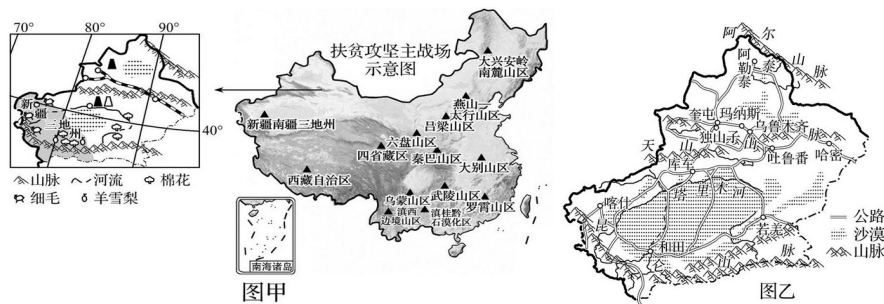 70°
80°
90°
40°
新
疆
三
地
州
山脉
河流
棉花
细毛
羊雪梨
扶贫攻坚主战场
示意图
大兴安岭
南麓山区
燕山—
太行山区
吕梁山区
新疆南疆三地州
六盘山区
四省藏区
秦巴山区
大别山区
西藏自治区
武陵山区
乌蒙山区
罗霄山区
滇西
边境山区
滇桂黔
石漠化区
南海诸岛
图甲
阿尔
泰
山
脉
阿
勒
泰
奎屯
玛纳斯
独山子
乌鲁木齐
天
山
山
脉
吐鲁番
哈密
库车
塔
里
木
河
喀什
昆
若羌
和田
仑
山
脉
公路
沙漠
山脉
图乙